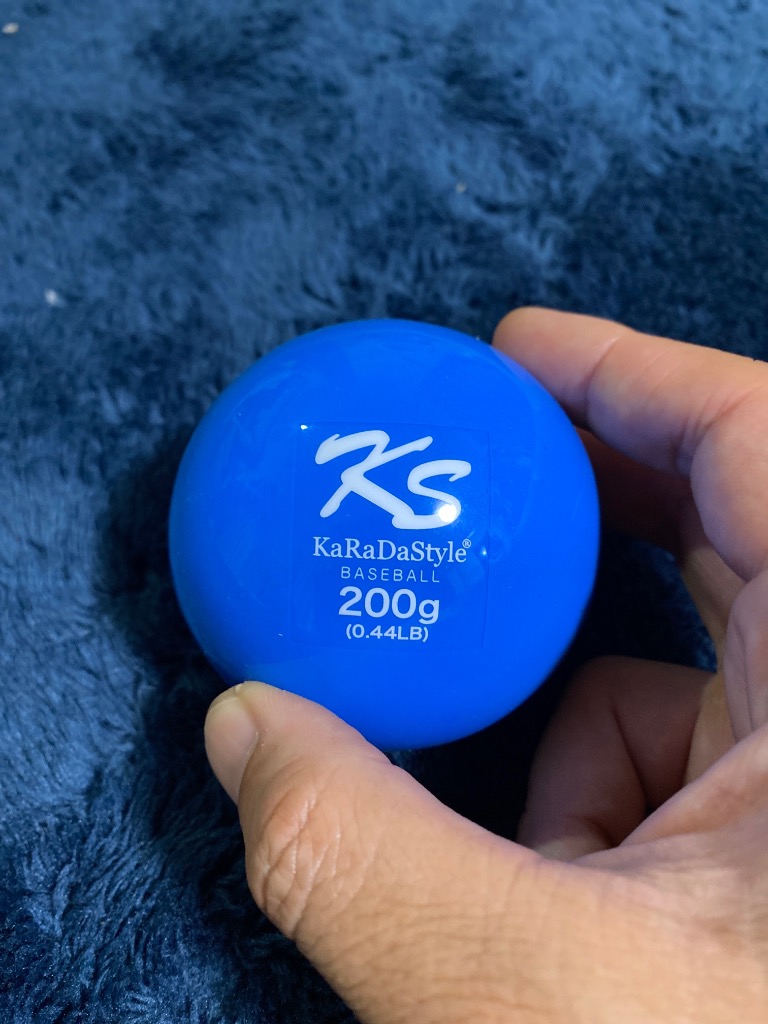 KS
KaRaDaStyle®
BASEBALL
200g
(0.44LB)